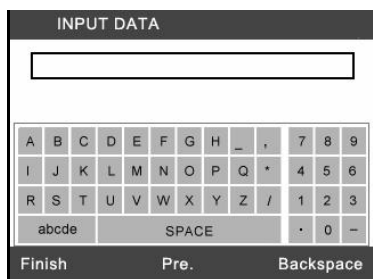 INPUT DATA
A B C D E F G H _ , 7 8 9
I J K L M N O P Q * 4 5 6
R S T U V W X Y Z / 1 2 3
abcde SPACE · 0 –
Finish Pre. Backspace